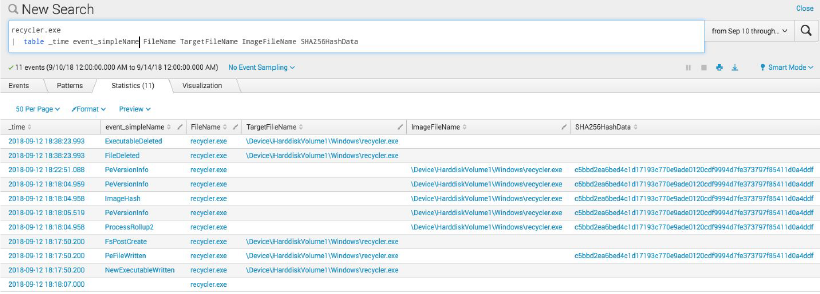 New Search
Close
recycler.exe
| table _time event_simpleName FileName TargetFileName ImageFileName SHA256HashData
from Sep 10 through...
✓ 11 events (9/10/18 12:00:00.000 AM to 9/14/18 12:00:00.000 AM)
No Event Sampling
Smart Mode
Events Patterns Statistics (11) Visualization
50 Per Page Format Preview
_time event_simpleName FileName TargetFileName ImageFileName SHA256HashData
2018-09-12 18:38:23.993 ExecutableDeleted recycler.exe \Device\HarddiskVolume1\Windows\recycler.exe
2018-09-12 18:38:23.993 FileDeleted recycler.exe \Device\HarddiskVolume1\Windows\recycler.exe
2018-09-12 18:22:51.088 PeVersionInfo recycler.exe \Device\HarddiskVolume1\Windows\recycler.exe c5bbd2ea6bed4c1d17193c770e9ade0120cdf9994d7fe373797f85411d0a4ddf
2018-09-12 18:18:04.959 PeVersionInfo recycler.exe \Device\HarddiskVolume1\Windows\recycler.exe c5bbd2ea6bed4c1d17193c770e9ade0120cdf9994d7fe373797f85411d0a4ddf
2018-09-12 18:18:04.958 ImageHash recycler.exe \Device\HarddiskVolume1\Windows\recycler.exe c5bbd2ea6bed4c1d17193c770e9ade0120cdf9994d7fe373797f85411d0a4ddf
2018-09-12 18:18:05.519 PeVersionInfo recycler.exe \Device\HarddiskVolume1\Windows\recycler.exe c5bbd2ea6bed4c1d17193c770e9ade0120cdf9994d7fe373797f85411d0a4ddf
2018-09-12 18:18:04.958 ProcessRollup2 recycler.exe \Device\HarddiskVolume1\Windows\recycler.exe c5bbd2ea6bed4c1d17193c770e9ade0120cdf9994d7fe373797f85411d0a4ddf
2018-09-12 18:17:50.200 FsPostCreate recycler.exe \Device\HarddiskVolume1\Windows\recycler.exe
2018-09-12 18:17:50.200 PeFileWritten recycler.exe \Device\HarddiskVolume1\Windows\recycler.exe c5bbd2ea6bed4c1d17193c770e9ade0120cdf9994d7fe373797f85411d0a4ddf
2018-09-12 18:17:50.200 NewExecutableWritten recycler.exe \Device\HarddiskVolume1\Windows\recycler.exe
2018-09-12 18:18:07.000 recycler.exe